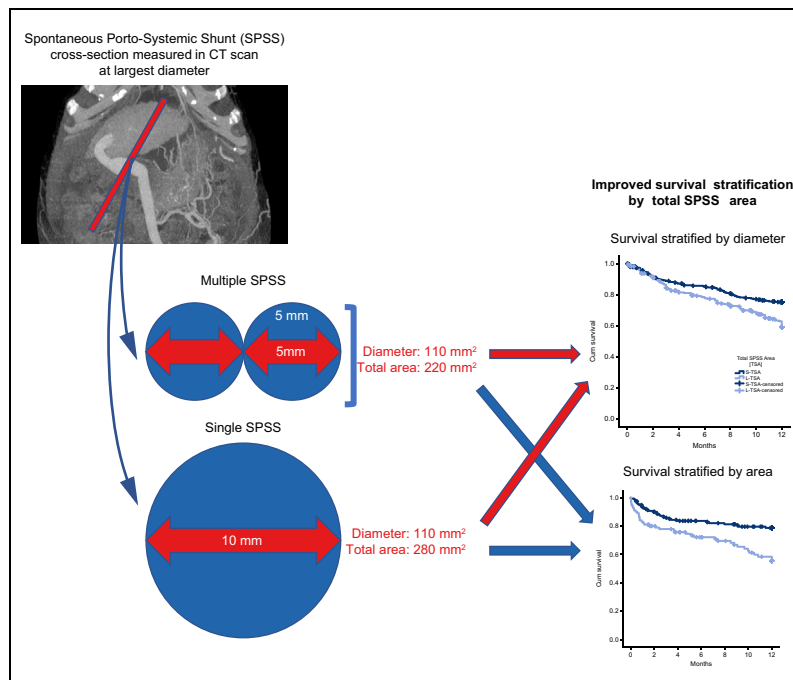 Spontaneous Porto-Systemic Shunt (SPSS)
cross-section measured in CT scan
at largest diameter
Multiple SPSS
5 mm
5mm
Diameter: 110 mm²
Total area: 220 mm²
Single SPSS
10 mm
Diameter: 110 mm²
Total area: 280 mm²
Improved survival stratification
by total SPSS area
Survival stratified by diameter
Cum survival
1.0
0.8
0.6
0.4
0.2
0.0
Total SPSS Area
[TSA]
S-TSA
L-TSA
S-TSA-censored
L-TSA-censored
0 2 4 6 8 10 12
Months
Survival stratified by area
Cum survival
1.0
0.8
0.6
0.4
0.2
0.0
0 2 4 6 8 10 12
Months